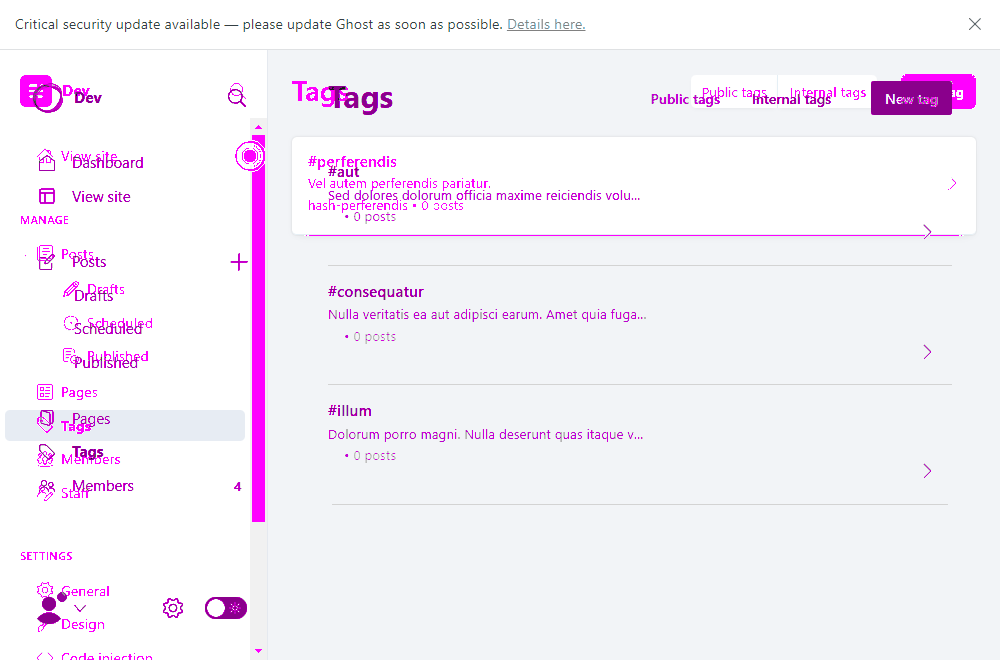 Critical security update available — please update Ghost as soon as possible. Details here.
Dev
Dev
Tags
Tags
Public tags
Internal tags
Public tags
Internal tags
New tag
View site
Dashboard
View site
MANAGE
Posts
Posts
Drafts
Drafts
Scheduled
Scheduled
Published
Published
Pages
Pages
Tags
Tags
Members
Members
4
Staff
SETTINGS
General
Design
Code injection
#perferendis
Vel autem perferendis pariatur.
hash-perferendis • 0 posts
#aut
Sed dolores dolorum officia maxime reiciendis volu...
• 0 posts
#consequatur
Nulla veritatis ea aut adipisci earum. Amet quia fuga...
• 0 posts
#illum
Dolorum porro magni. Nulla deserunt quas itaque v...
• 0 posts